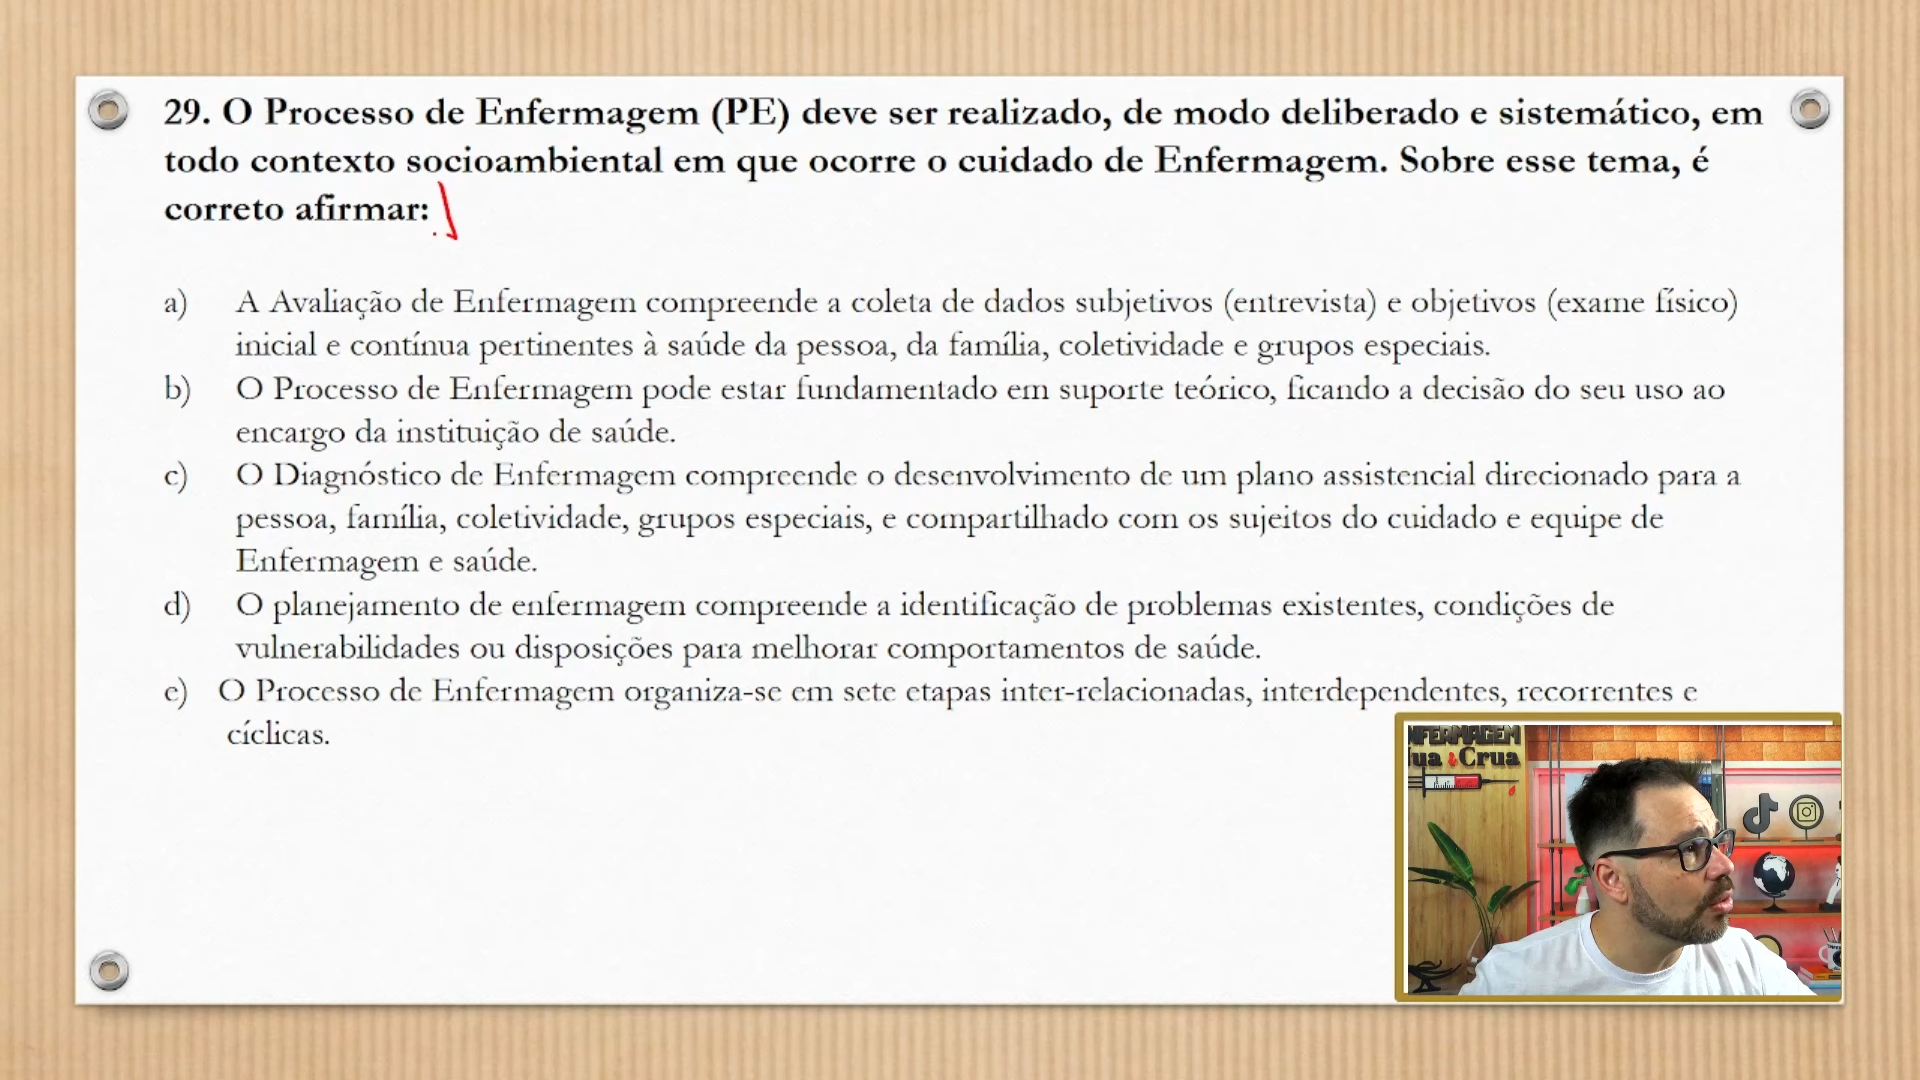 29. O Processo de Enfermagem (PE) deve ser realizado, de modo deliberado e sistemático, em
todo contexto socioambiental em que ocorre o cuidado de Enfermagem. Sobre esse tema, é
correto afirmar:
a) A Avaliação de Enfermagem compreende a coleta de dados subjetivos (entrevista) e objetivos (exame físico)
inicial e contínua pertinentes à saúde da pessoa, da família, coletividade e grupos especiais.
b) O Processo de Enfermagem pode estar fundamentado em suporte teórico, ficando a decisão do seu uso ao
encargo da instituição de saúde.
c) O Diagnóstico de Enfermagem compreende o desenvolvimento de um plano assistencial direcionado para a
pessoa, família, coletividade, grupos especiais, e compartilhado com os sujeitos do cuidado e equipe de
Enfermagem e saúde.
d) O planejamento de enfermagem compreende a identificação de problemas existentes, condições de
vulnerabilidades ou disposições para melhorar comportamentos de saúde.
e) O Processo de Enfermagem organiza-se em sete etapas inter-relacionadas, interdependentes, recorrentes e
cíclicas.
NFERMAGEM
ua Crua